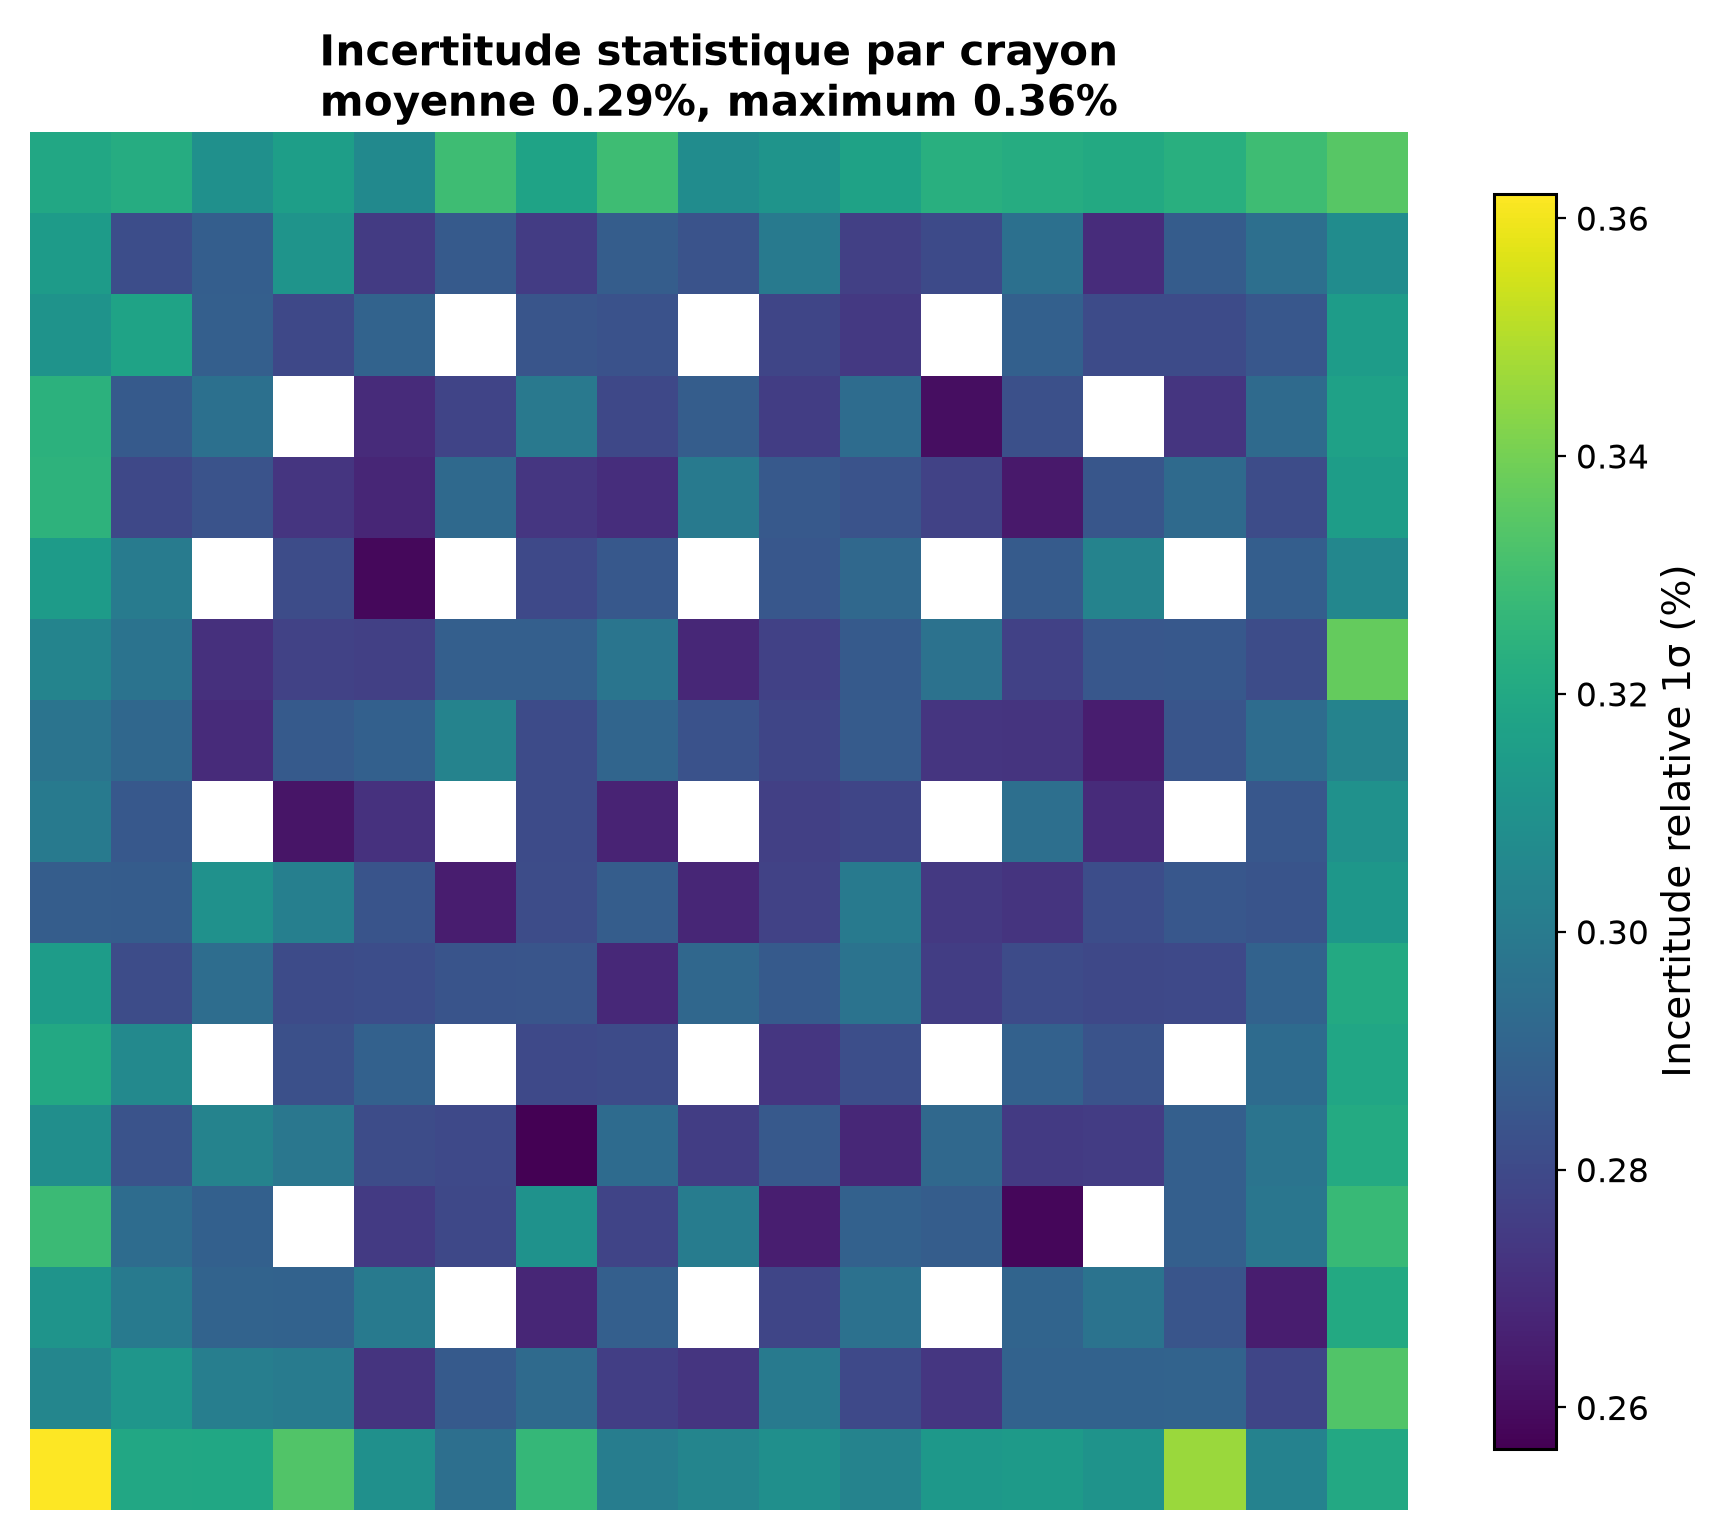 Incertitude statistique par crayon
moyenne 0.29%, maximum 0.36%
0.36
0.34
0.32
0.30
0.28
0.26
Incertitude relative 1σ (%)